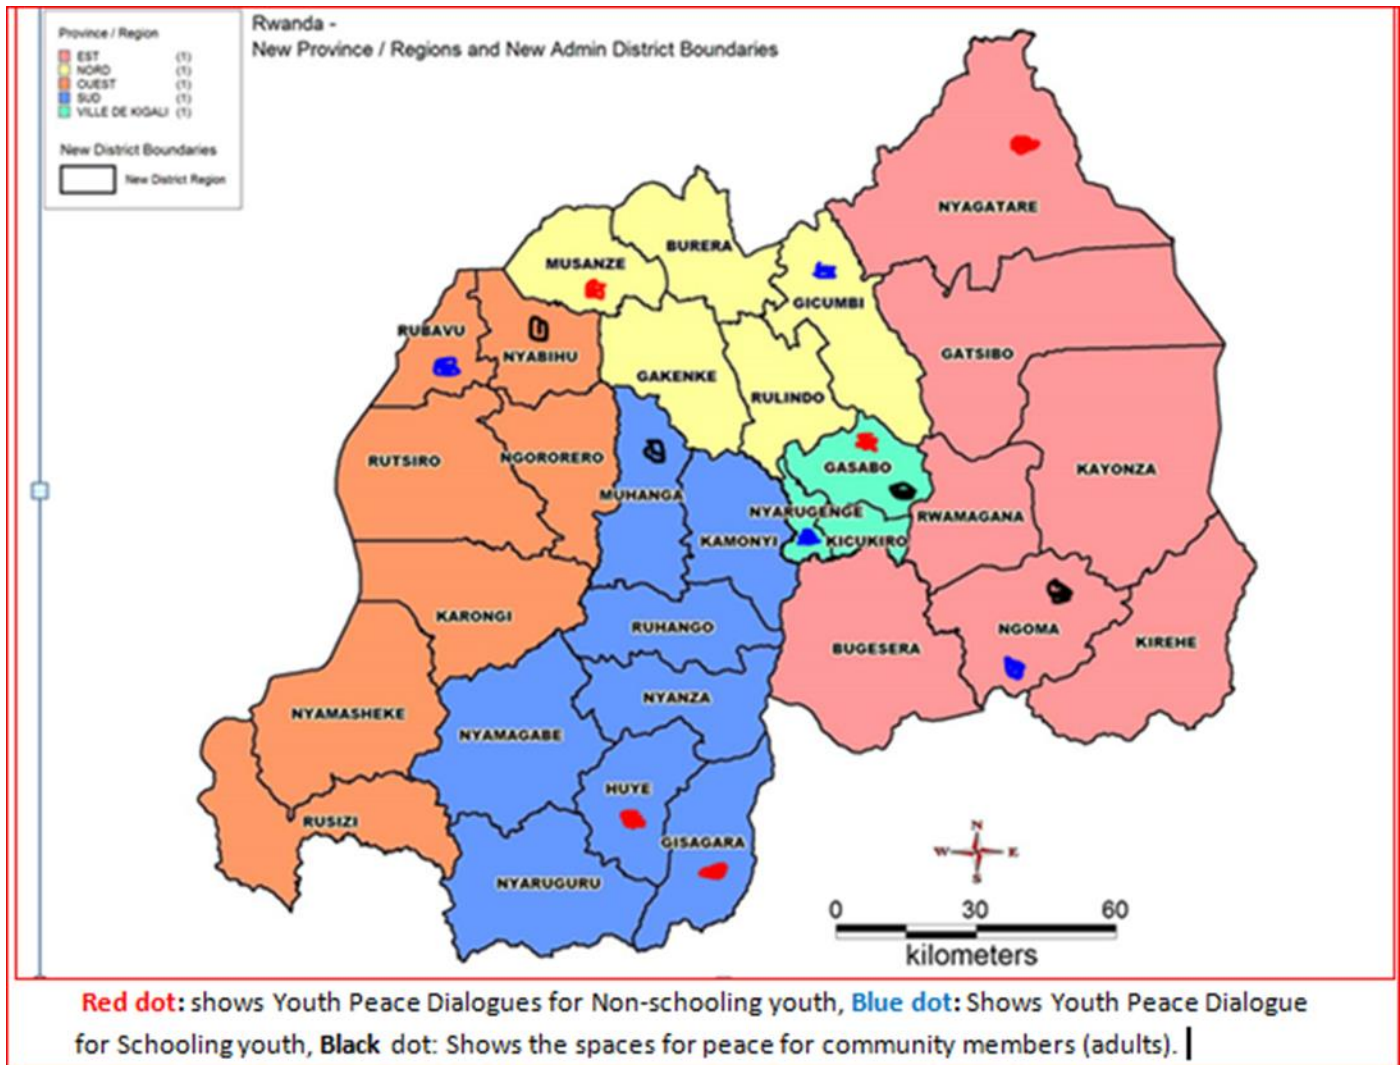 Province / Region
EST (1)
NORD (1)
OUEST (1)
SUD (1)
VILLE DE KIGALI (1)
New District Boundaries
New District Region
Rwanda -
New Province / Regions and New Admin District Boundaries
NYAGATARE
BURERA
MUSANZE
GICUMBI
RUBAVU
NYABIHU
GATSIBO
GAKENKE
RULINDO
RUTSIRO
NGORORERO
GASABO
KAYONZA
MUHANGA
NYARUGENGE
RWAMAGANA
KAMONYI
KICUKIRO
KARONGI
RUHANGO
NGOMA
BUGESERA
KIREHE
NYANZA
NYAMASHEKE
NYAMAGABE
HUYE
RUSIZI
GISAGARA
NYARUGURU
N
W E
S
0 30 60
kilometers
Red dot: shows Youth Peace Dialogues for Non-schooling youth, Blue dot: Shows Youth Peace Dialogue
for Schooling youth, Black dot: Shows the spaces for peace for community members (adults).